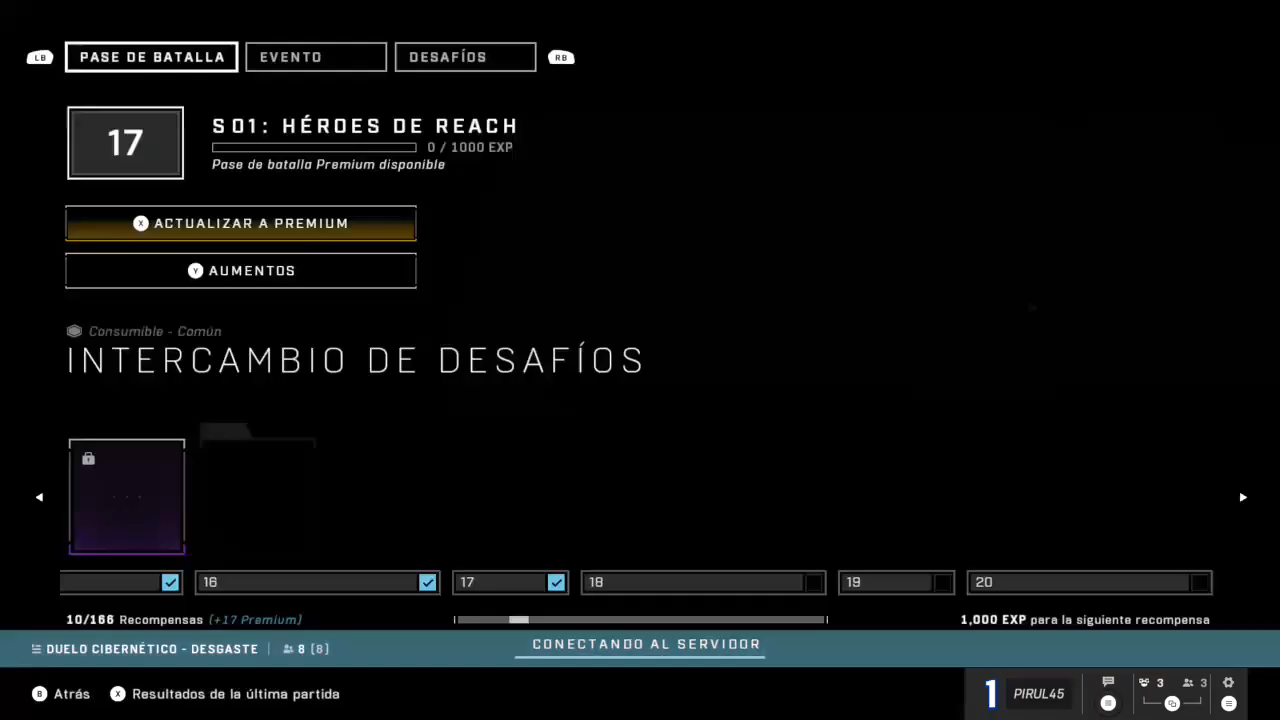 LB PASE DE BATALLA EVENTO DESAFÍOS RB
17
S01: HÉROES DE REACH
0 / 1000 EXP
Pase de batalla Premium disponible
X ACTUALIZAR A PREMIUM
Y AUMENTOS
Consumible - Común
INTERCAMBIO DE DESAFÍOS
16 17 18 19 20
10/166 Recompensas (+17 Premium) 1,000 EXP para la siguiente recompensa
DUELO CIBERNÉTICO - DESGASTE 8 (8) CONECTANDO AL SERVIDOR
B Atrás X Resultados de la última partida 1 PIRUL45 3 3